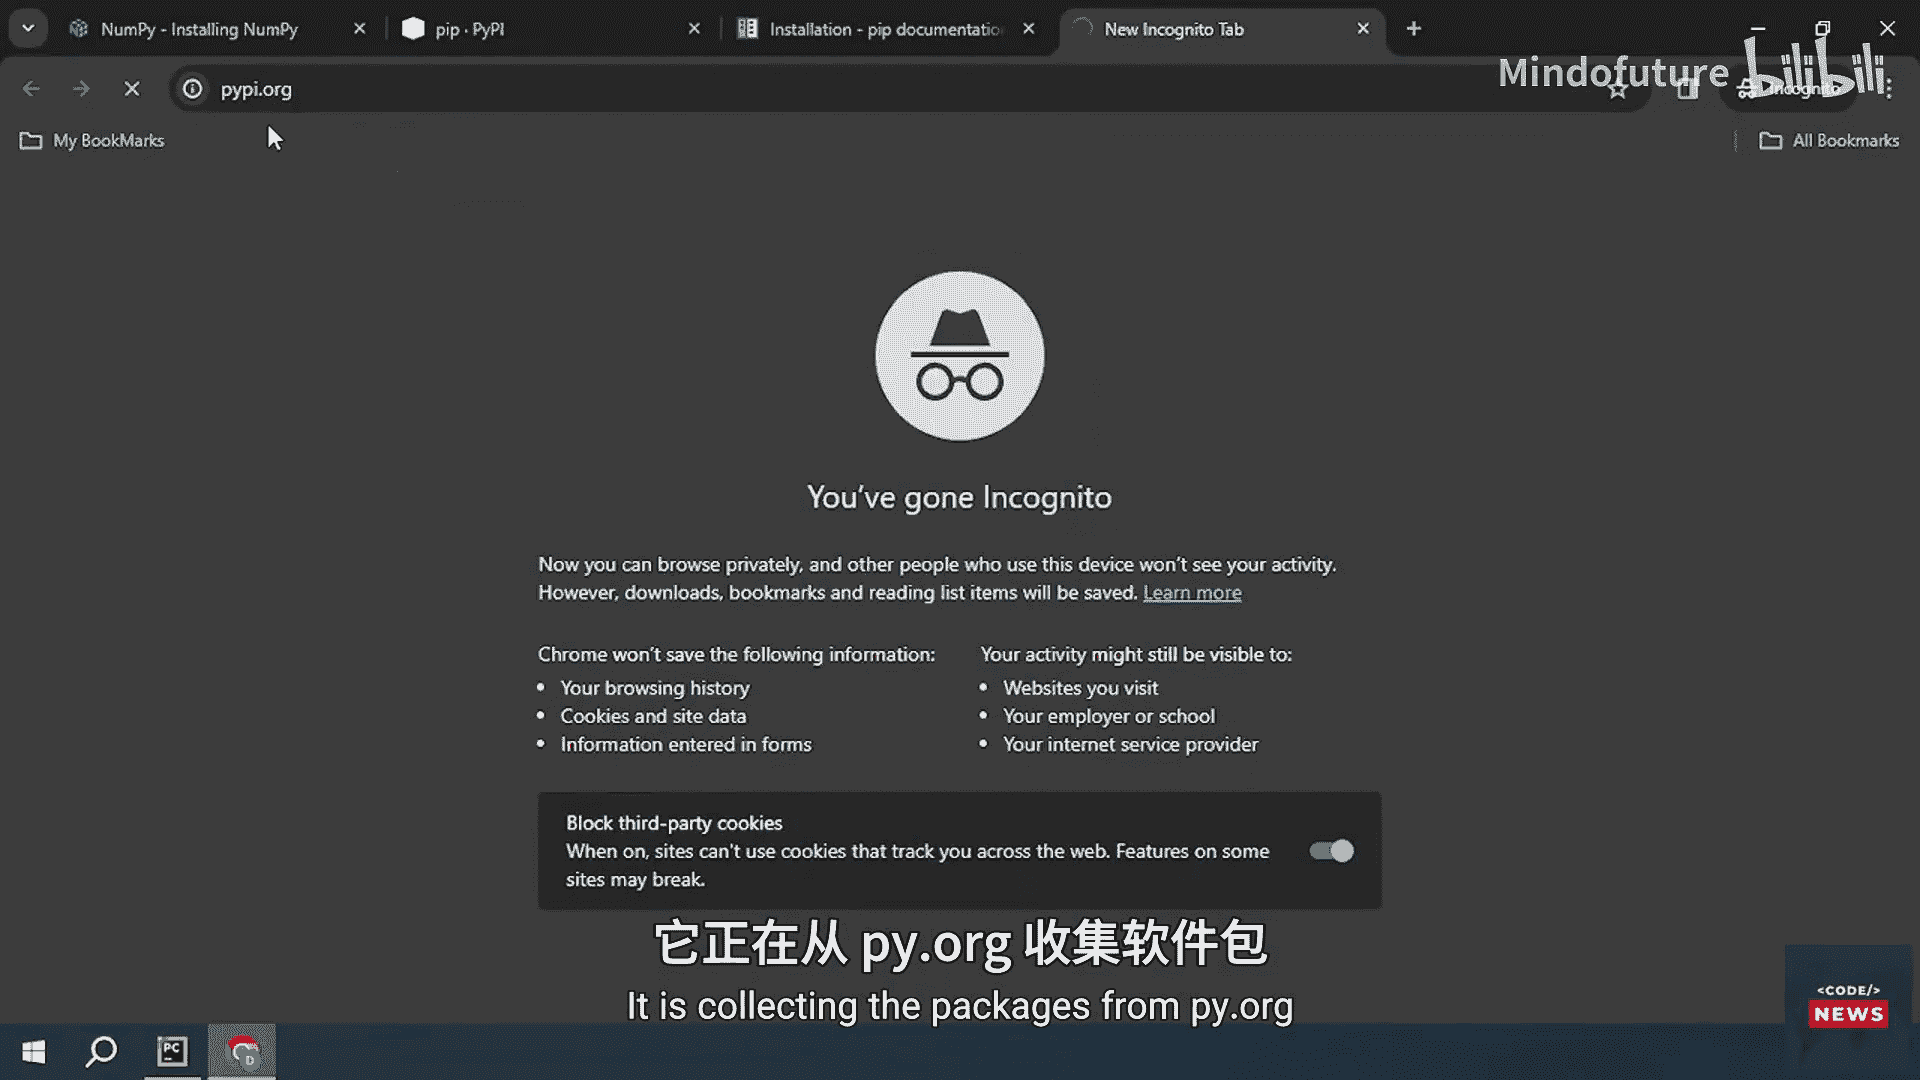 NumPy - Installing NumPy
pip · PyPI
Installation - pip documentatio
New Incognito Tab
pypi.org
Mindofuture
bilibili
Incognito
My BookMarks
All Bookmarks
You've gone Incognito
Now you can browse privately, and other people who use this device won't see your activity.
However, downloads, bookmarks and reading list items will be saved. Learn more
Chrome won't save the following information:
Your browsing history
Cookies and site data
Information entered in forms
Your activity might still be visible to:
Websites you visit
Your employer or school
Your internet service provider
Block third-party cookies
When on, sites can't use cookies that track you across the web. Features on some
sites may break.
它正在从 py.org 收集软件包
It is collecting the packages from py.org
<CODE/>
NEWS
PC
D